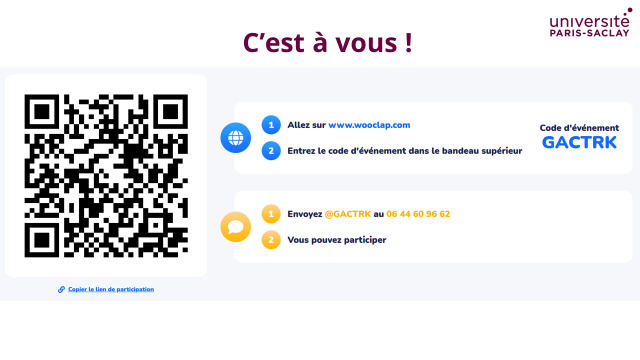 C'est à vous !
université
PARIS-SACLAY
1 Allez sur www.wooclap.com
2 Entrez le code d'événement dans le bandeau supérieur
Code d'événement
GACTRK
1 Envoyez @GACTRK au 06 44 60 96 62
2 Vous pouvez participer
Copier le lien de participation